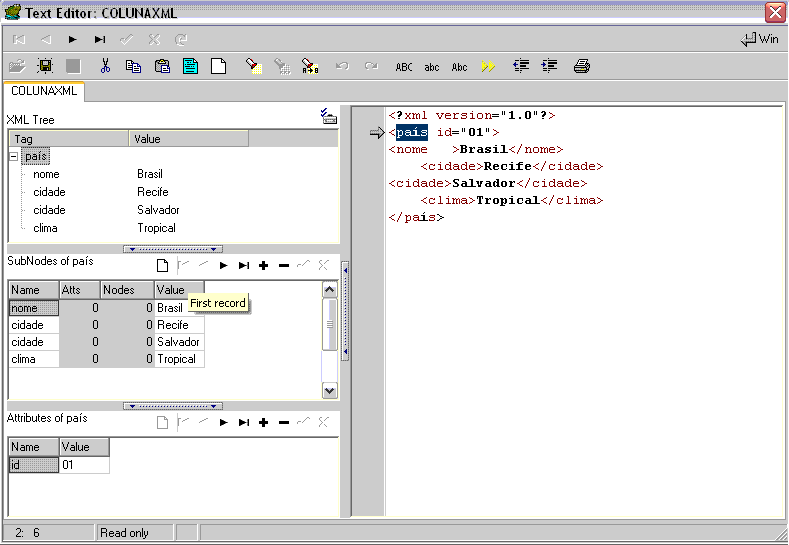 Text Editor: COLUNAXML
Win
ABC abc Abc
COLUNAXML
XML Tree
Tag Value
país
nome Brasil
cidade Recife
cidade Salvador
clima Tropical
SubNodes of país
Name Atts Nodes Value
nome 0 0 Brasil
First record
cidade 0 0 Recife
cidade 0 0 Salvador
clima 0 0 Tropical
Attributes of país
Name Value
id 01
<?xml version="1.0"?>
<país id="01">
<nome   >Brasil</nome>
    <cidade>Recife</cidade>
<cidade>Salvador</cidade>
    <clima>Tropical</clima>
</país>
2: 6 Read only